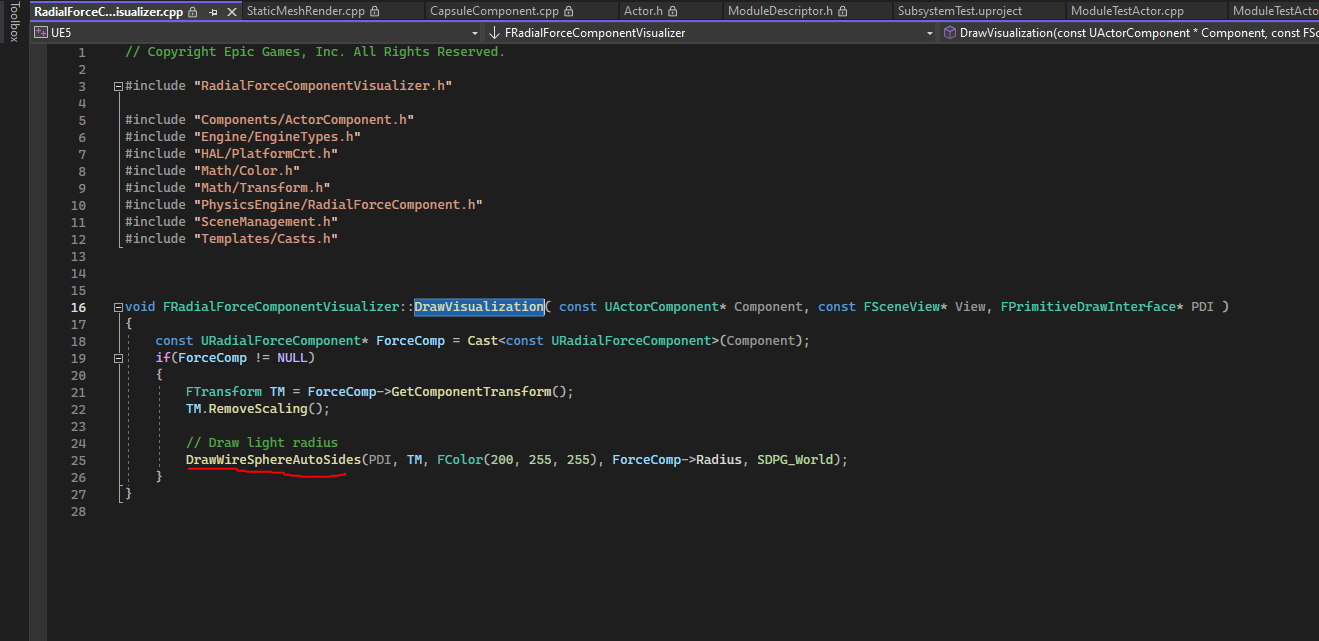 Toolbox
RadialForceC...isualizer.cpp StaticMeshRender.cpp CapsuleComponent.cpp Actor.h ModuleDescriptor.h SubsystemTest.uproject ModuleTestActor.cpp ModuleTestActo
UE5 FRadialForceComponentVisualizer DrawVisualization(const UActorComponent * Component, const FSc
1 // Copyright Epic Games, Inc. All Rights Reserved.
2
3 #include "RadialForceComponentVisualizer.h"
4
5 #include "Components/ActorComponent.h"
6 #include "Engine/EngineTypes.h"
7 #include "HAL/PlatformCrt.h"
8 #include "Math/Color.h"
9 #include "Math/Transform.h"
10 #include "PhysicsEngine/RadialForceComponent.h"
11 #include "SceneManagement.h"
12 #include "Templates/Casts.h"
13
14
15
16 void FRadialForceComponentVisualizer::DrawVisualization( const UActorComponent* Component, const FSceneView* View, FPrimitiveDrawInterface* PDI )
17 {
18 const URadialForceComponent* ForceComp = Cast<const URadialForceComponent>(Component);
19 if(ForceComp != NULL)
20 {
21 FTransform TM = ForceComp->GetComponentTransform();
22 TM.RemoveScaling();
23
24 // Draw light radius
25 DrawWireSphereAutoSides(PDI, TM, FColor(200, 255, 255), ForceComp->Radius, SDPG_World);
26 }
27 }
28